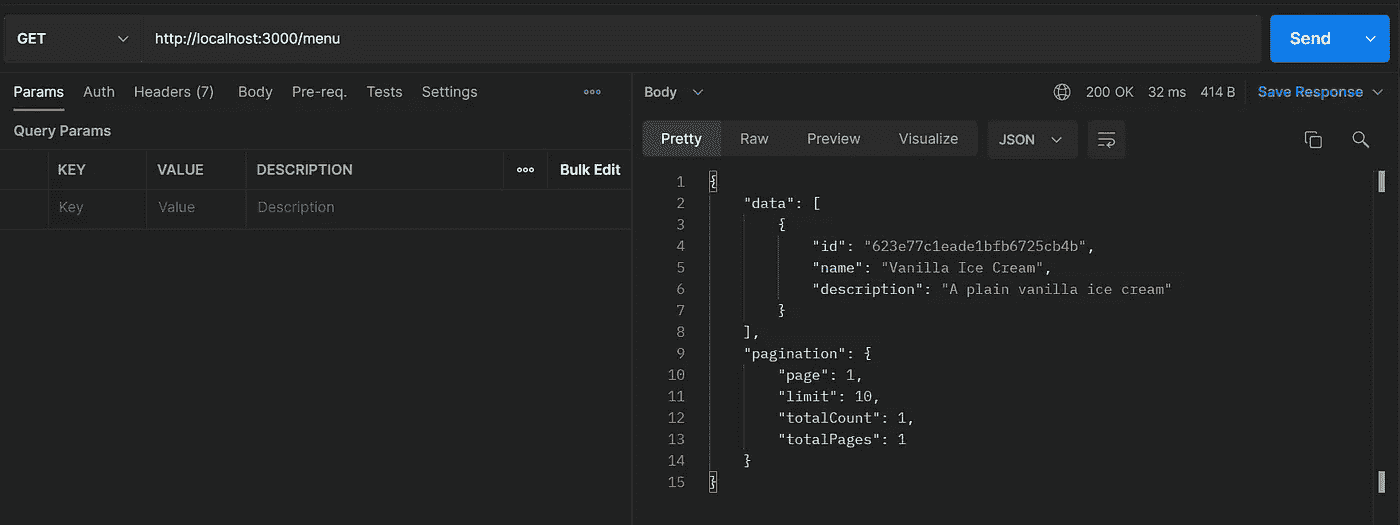 GET http://localhost:3000/menu Send
Params Auth Headers (7) Body Pre-req. Tests Settings
Query Params
KEY VALUE DESCRIPTION Bulk Edit
Key Value Description
Body 200 OK 32 ms 414 B Save Response
Pretty Raw Preview Visualize JSON
1 {
2 "data": [
3 {
4 "id": "623e77c1eade1bfb6725cb4b",
5 "name": "Vanilla Ice Cream",
6 "description": "A plain vanilla ice cream"
7 }
8 ],
9 "pagination": {
10 "page": 1,
11 "limit": 10,
12 "totalCount": 1,
13 "totalPages": 1
14 }
15 }